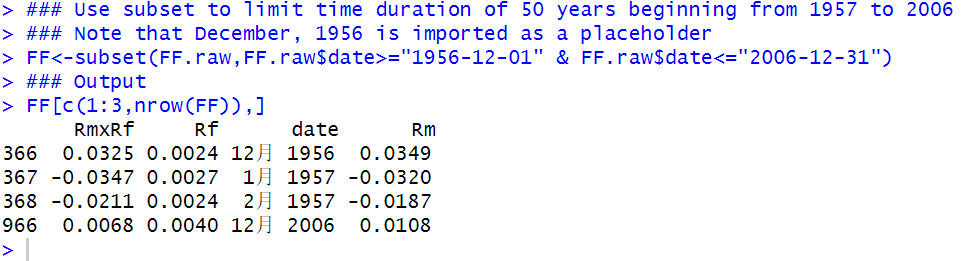 > ### Use subset to limit time duration of 50 years beginning from 1957 to 2006
> ### Note that December, 1956 is imported as a placeholder
> FF<-subset(FF.raw,FF.raw$date>="1956-12-01" & FF.raw$date<="2006-12-31")
> ### Output
> FF[c(1:3,nrow(FF)),]
RmxRf Rf date Rm
366 0.0325 0.0024 12月 1956 0.0349
367 -0.0347 0.0027 1月 1957 -0.0320
368 -0.0211 0.0024 2月 1957 -0.0187
966 0.0068 0.0040 12月 2006 0.0108
>